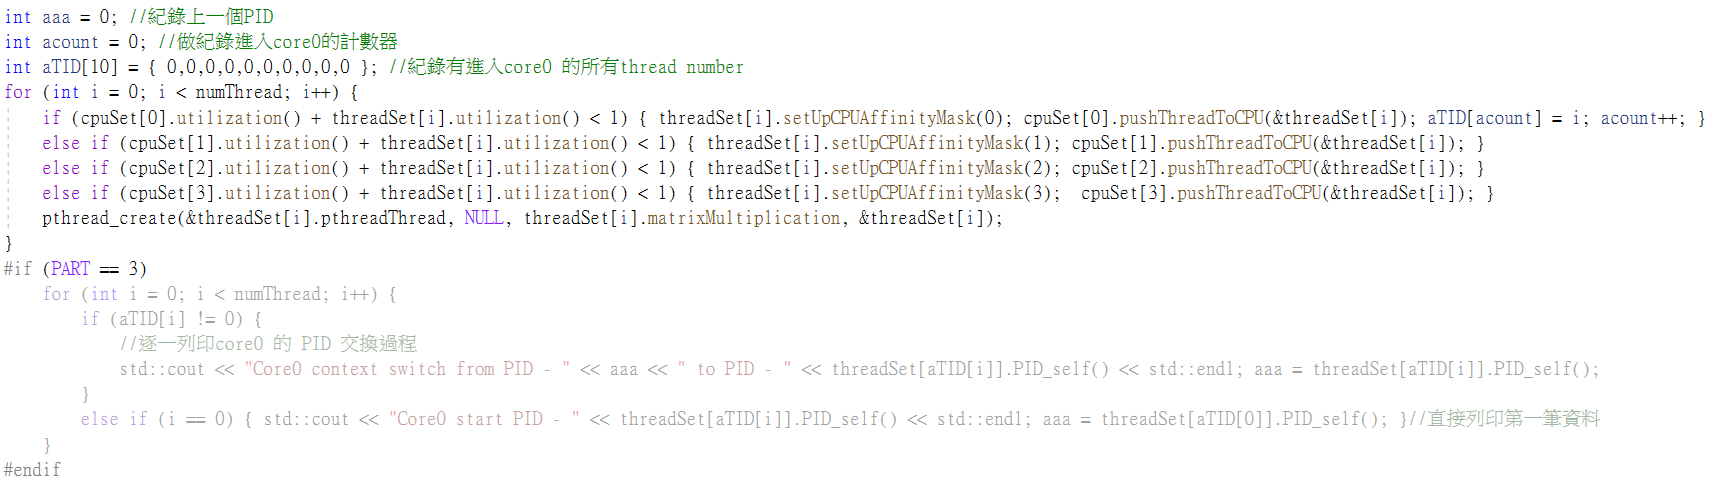 int aaa = 0; //紀錄上一個PID
int acount = 0; //做紀錄進入core0的計數器
int aTID[10] = { 0,0,0,0,0,0,0,0,0,0 }; //紀錄有進入core0 的所有thread number
for (int i = 0; i < numThread; i++) {
    if (cpuSet[0].utilization() + threadSet[i].utilization() < 1) { threadSet[i].setUpCPUAffinityMask(0); cpuSet[0].pushThreadToCPU(&threadSet[i]); aTID[acount] = i; acount++; }
    else if (cpuSet[1].utilization() + threadSet[i].utilization() < 1) { threadSet[i].setUpCPUAffinityMask(1); cpuSet[1].pushThreadToCPU(&threadSet[i]); }
    else if (cpuSet[2].utilization() + threadSet[i].utilization() < 1) { threadSet[i].setUpCPUAffinityMask(2); cpuSet[2].pushThreadToCPU(&threadSet[i]); }
    else if (cpuSet[3].utilization() + threadSet[i].utilization() < 1) { threadSet[i].setUpCPUAffinityMask(3);  cpuSet[3].pushThreadToCPU(&threadSet[i]); }
    pthread_create(&threadSet[i].pthreadThread, NULL, threadSet[i].matrixMultiplication, &threadSet[i]);
}
#if (PART == 3)
    for (int i = 0; i < numThread; i++) {
        if (aTID[i] != 0) {
            //逐一列印core0 的 PID 交換過程
            std::cout << "Core0 context switch from PID - " << aaa << " to PID - " << threadSet[aTID[i]].PID_self() << std::endl; aaa = threadSet[aTID[i]].PID_self();
        }
        else if (i == 0) { std::cout << "Core0 start PID - " << threadSet[aTID[i]].PID_self() << std::endl; aaa = threadSet[aTID[0]].PID_self(); }//直接列印第一筆資料
    }
#endif